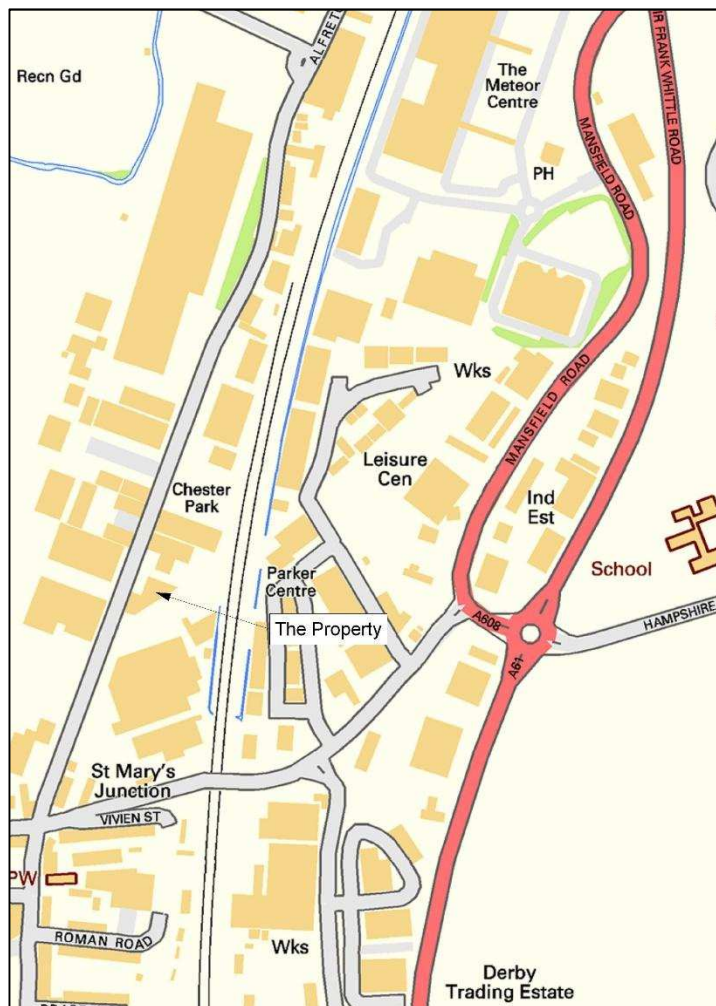 ALFRET
IR FRANK WHITTLE ROAD
Recn Gd
The
Meteor
Centre
MANSFIELD ROAD
PH
Wks
MANSFIELD ROAD
Leisure
Cen
Chester
Park
Ind
Est
School
Parker
Centre
The Property
A608
HAMPSHIRE
A61
St Mary's
Junction
VIVIEN ST
PW
ROMAN ROAD
Wks
Derby
Trading Estate